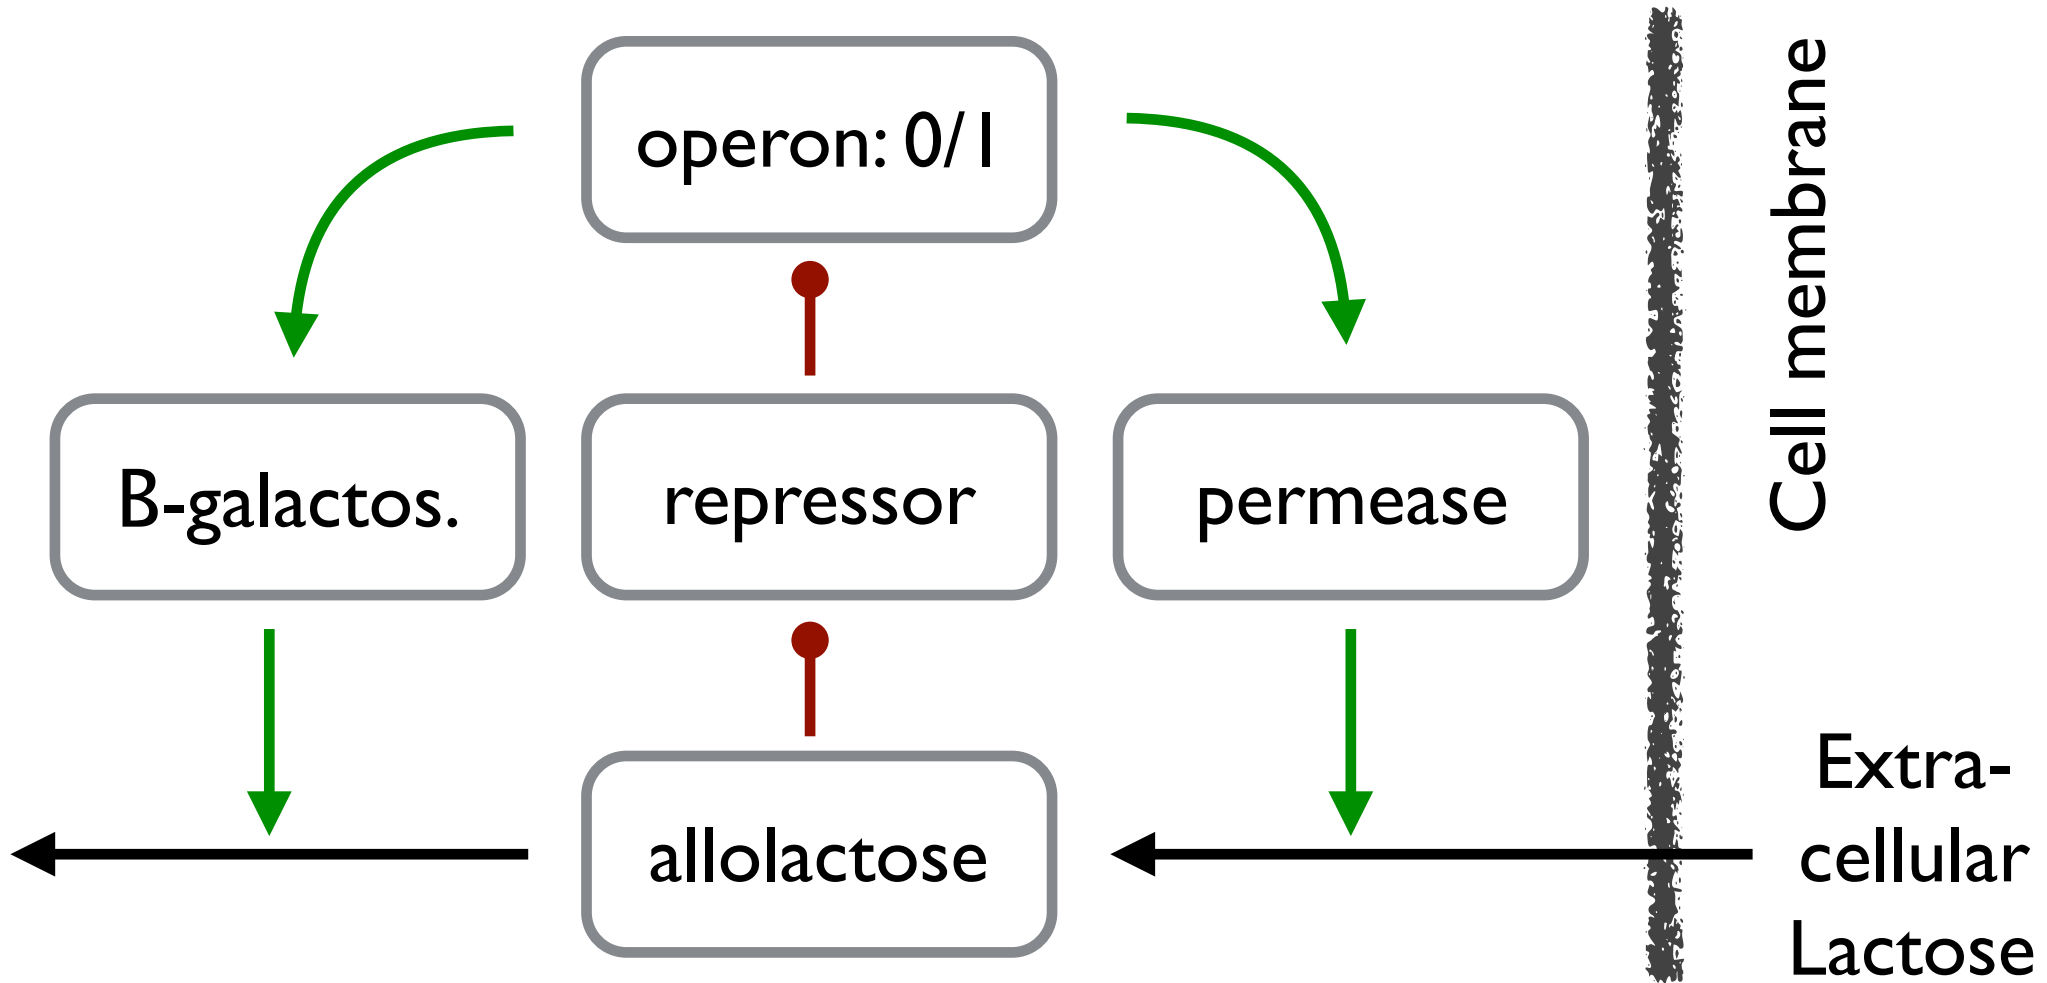 operon: 0/1
Cell membrane
B-galactos.
repressor
permease
allolactose
Extra-
cellular
Lactose